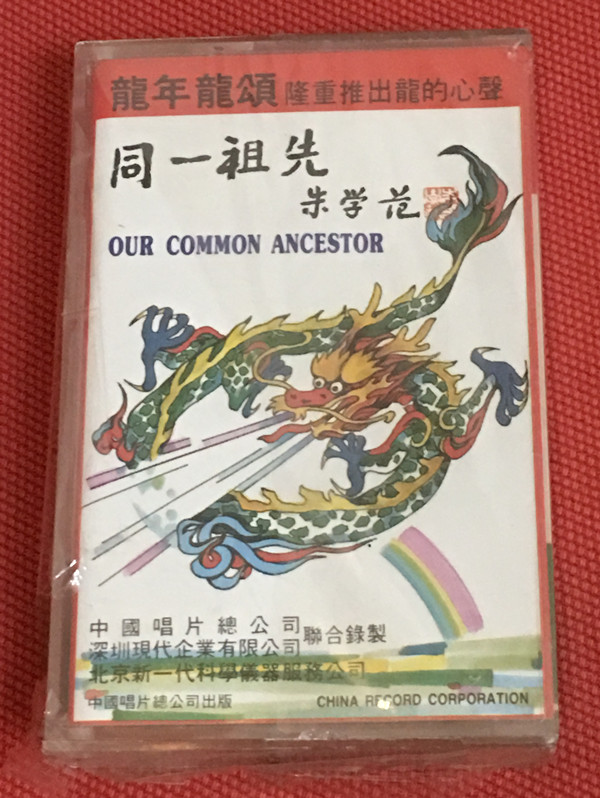 龍年龍頌 隆重推出龍的心聲
同一祖先
朱学范
OUR COMMON ANCESTOR
中國唱片總公司
深圳現代企業有限公司 聯合錄製
北京新一代科學儀器服務公司
中國唱片總公司出版 CHINA RECORD CORPORATION